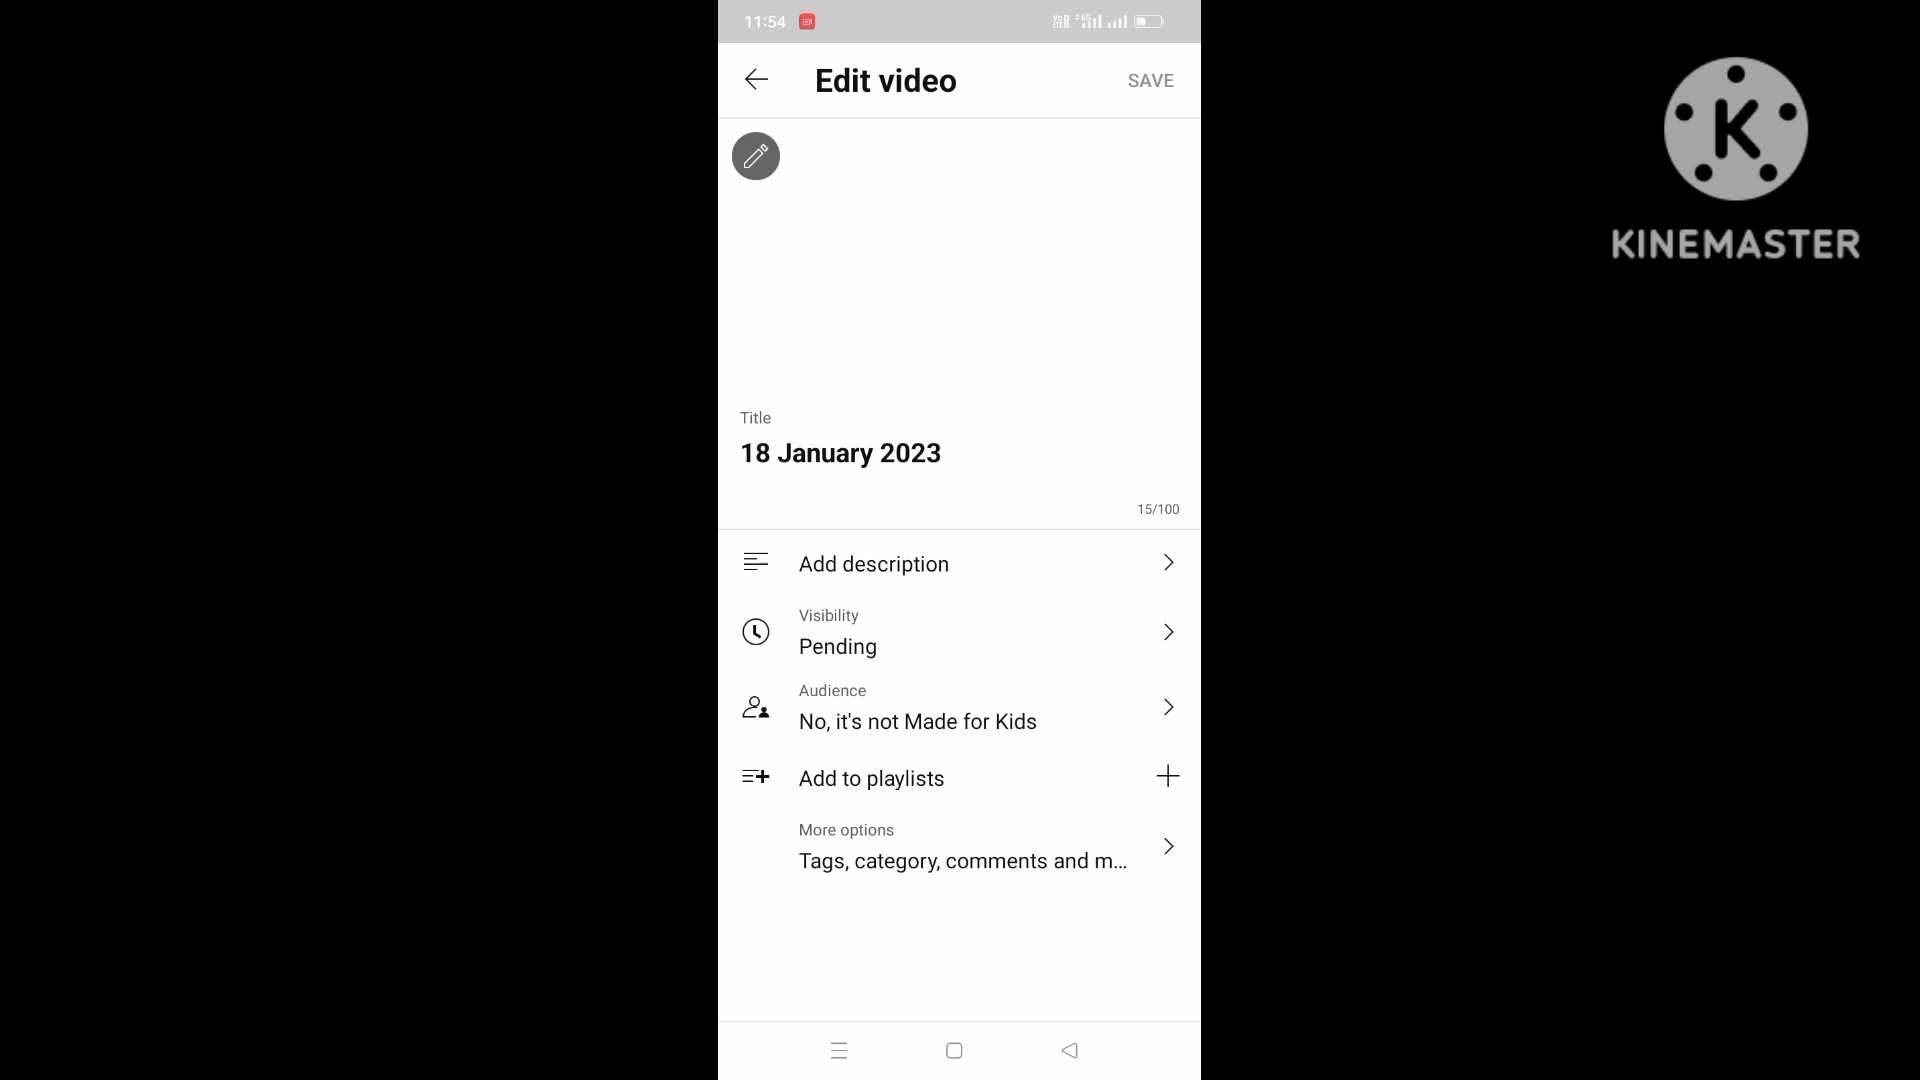 11:54
Edit video
SAVE
KINEMASTER
Title
18 January 2023
15/100
Add description
Visibility
Pending
Audience
No, it's not Made for Kids
Add to playlists
More options
Tags, category, comments and m...